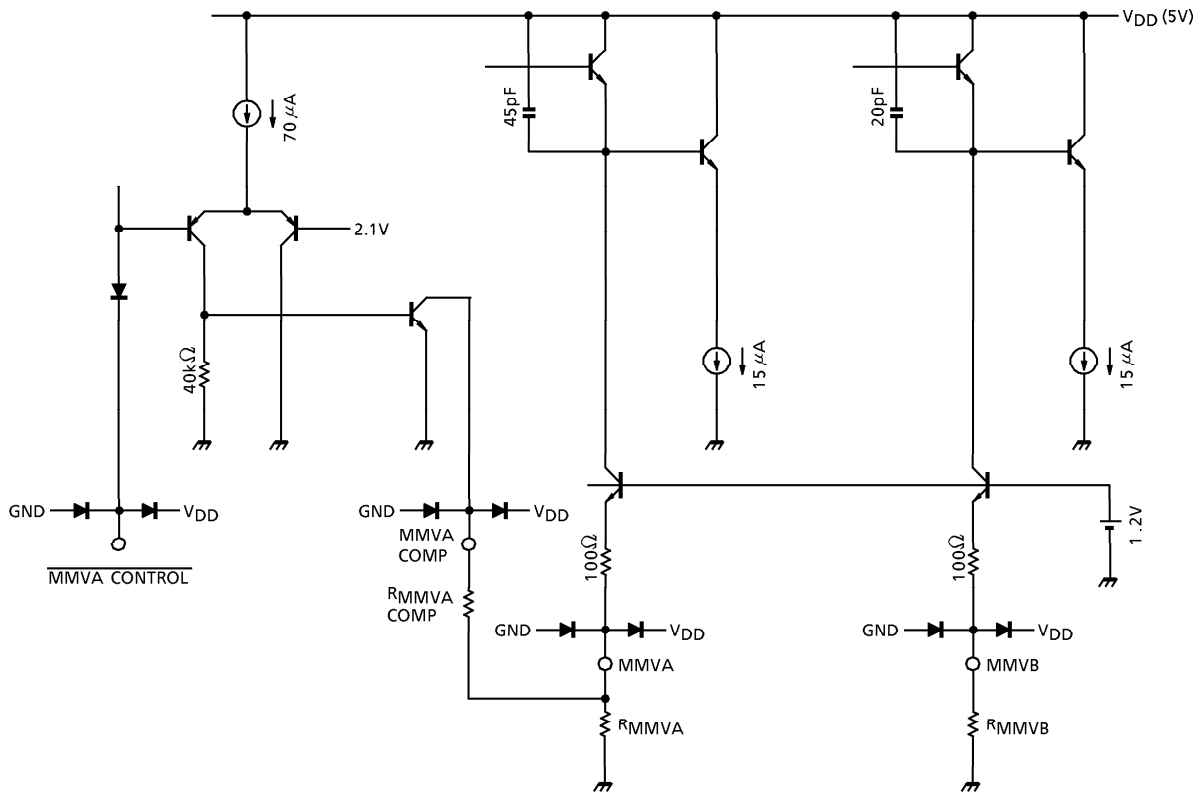 VDD (5V)
70 µA
45pF
20pF
2.1V
40kΩ
15 µA
15 µA
GND
VDD
MMVA CONTROL
GND
VDD
MMVA
COMP
RMMVA
COMP
100Ω
100Ω
1.2V
GND
VDD
MMVA
RMMVA
GND
VDD
MMVB
RMMVB